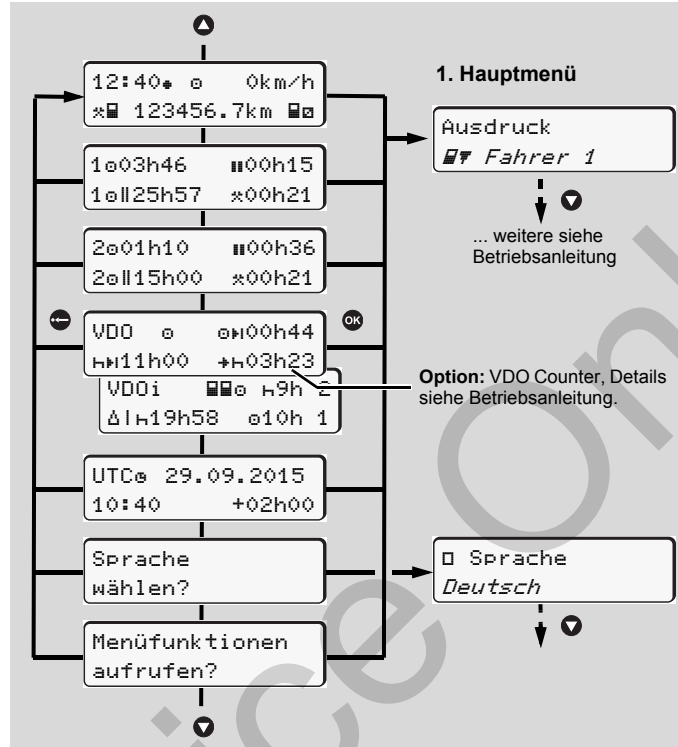 12:40● ⊙ 0km/h
1. Hauptmenü
123456.7km
Ausdruck
Fahrer 1
1⊙03h46 00h15
1⊙||25h57 00h21
... weitere siehe
Betriebsanleitung
2⊙01h10 00h36
2⊙||15h00 00h21
OK
VDO ⊙ 00h44
11h00 03h23
Option: VDO Counter, Details
siehe Betriebsanleitung.
VDOi 9h 2
19h58 10h 1
UTC 29.09.2015
10:40 +02h00
Sprache
wählen?
Sprache
Deutsch
Menüfunktionen
aufrufen?